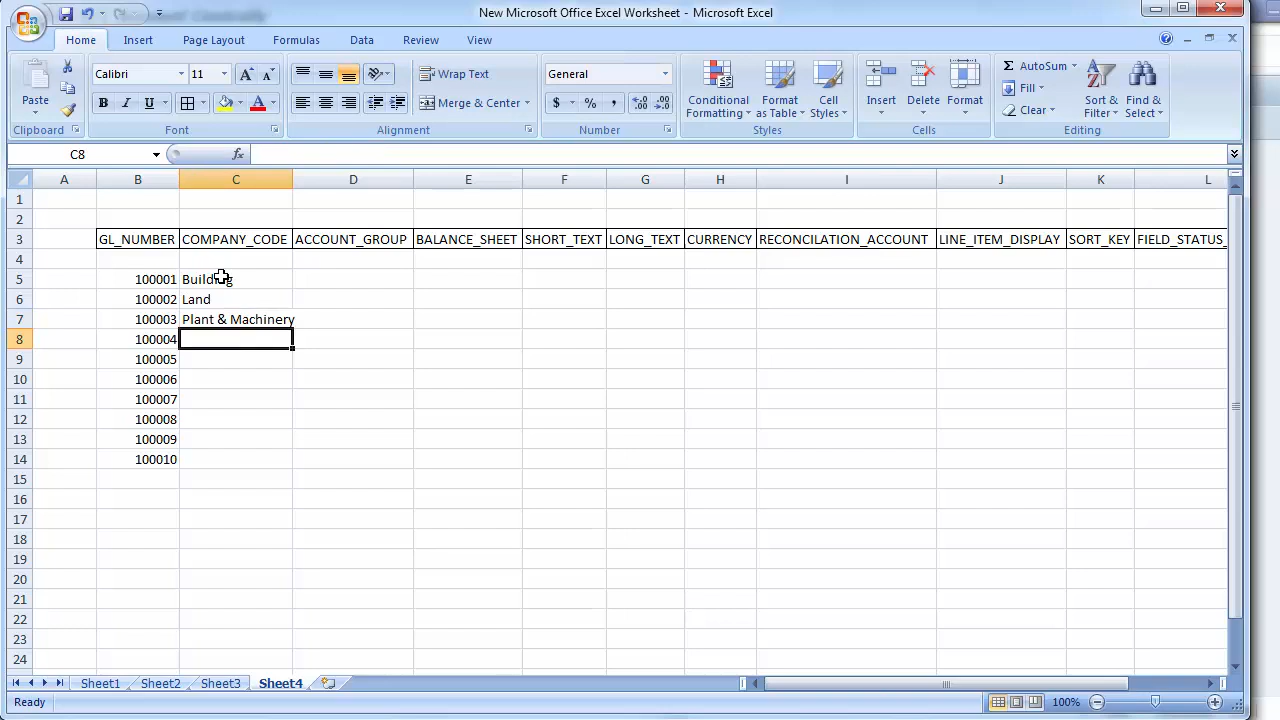 New Microsoft Office Excel Worksheet - Microsoft Excel
Home Insert Page Layout Formulas Data Review View
Calibri 11 Wrap Text General AutoSum
Fill
Paste B I U Merge & Center $ % , Conditional Formatting Format as Table Cell Styles Insert Delete Format Clear Sort & Filter Find & Select
Clipboard Font Alignment Number Styles Cells Editing
C8 fx
A B C D E F G H I J K L
1
2
3 GL_NUMBER COMPANY_CODE ACCOUNT_GROUP BALANCE_SHEET SHORT_TEXT LONG_TEXT CURRENCY RECONCILATION_ACCOUNT LINE_ITEM_DISPLAY SORT_KEY FIELD_STATUS_
4
5 100001 Building
6 100002 Land
7 100003 Plant & Machinery
8 100004
9 100005
10 100006
11 100007
12 100008
13 100009
14 100010
15
16
17
18
19
20
21
22
23
24
Sheet1 Sheet2 Sheet3 Sheet4
Ready 100%